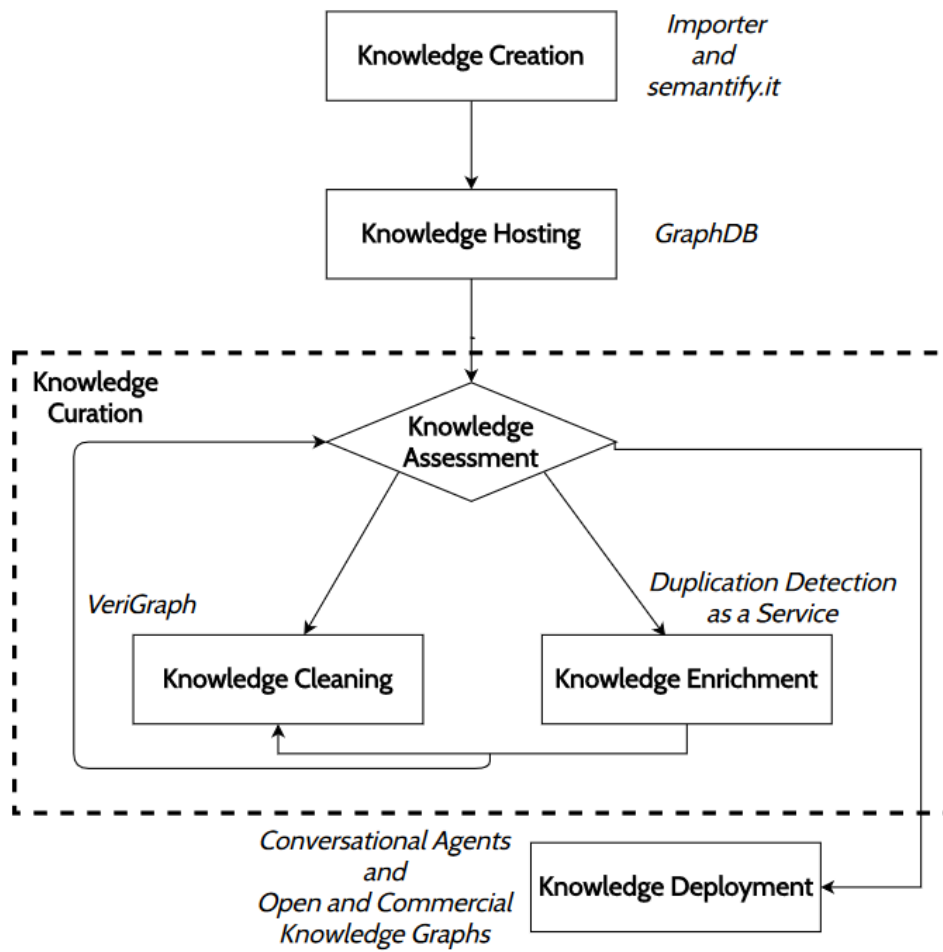 Knowledge Creation
Importer
and
semantify.it
Knowledge Hosting
GraphDB
Knowledge
Curation
Knowledge
Assessment
VeriGraph
Duplication Detection
as a Service
Knowledge Cleaning
Knowledge Enrichment
Conversational Agents
and
Open and Commercial
Knowledge Graphs
Knowledge Deployment